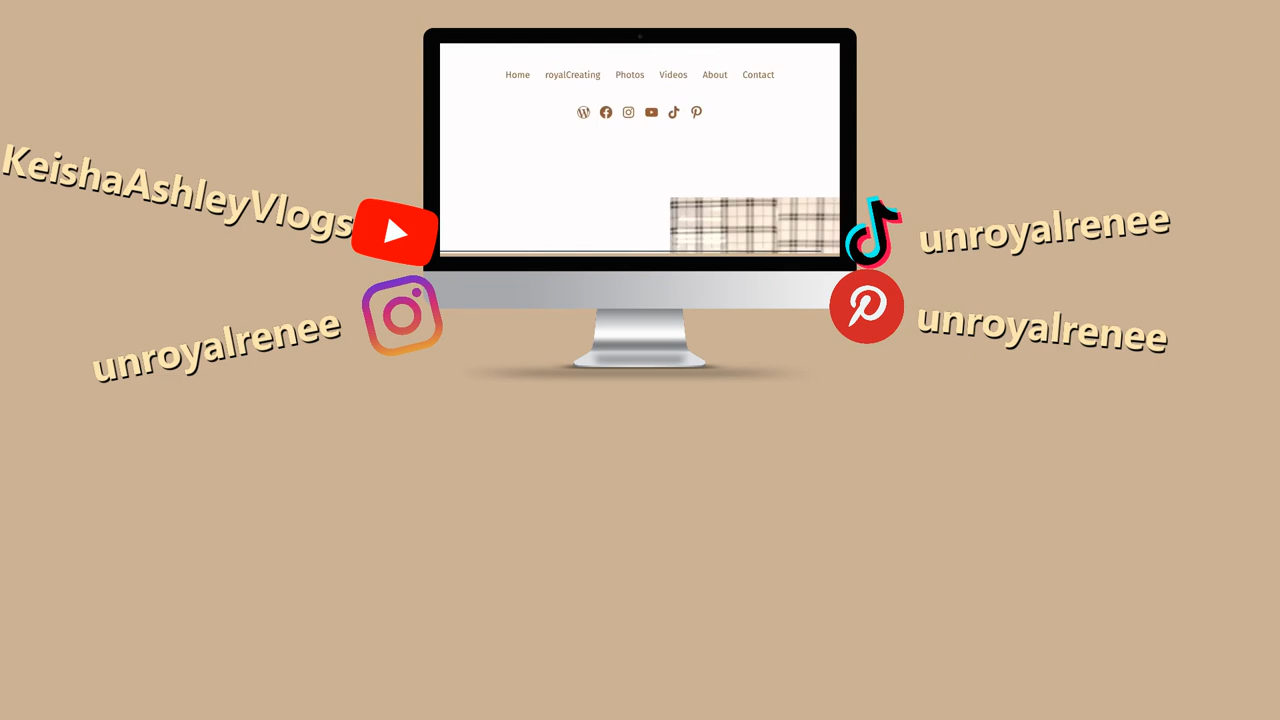 Home royalCreating Photos Videos About Contact
KeishaAshleyVlogs
unroyalrenee
unroyalrenee
unroyalrenee